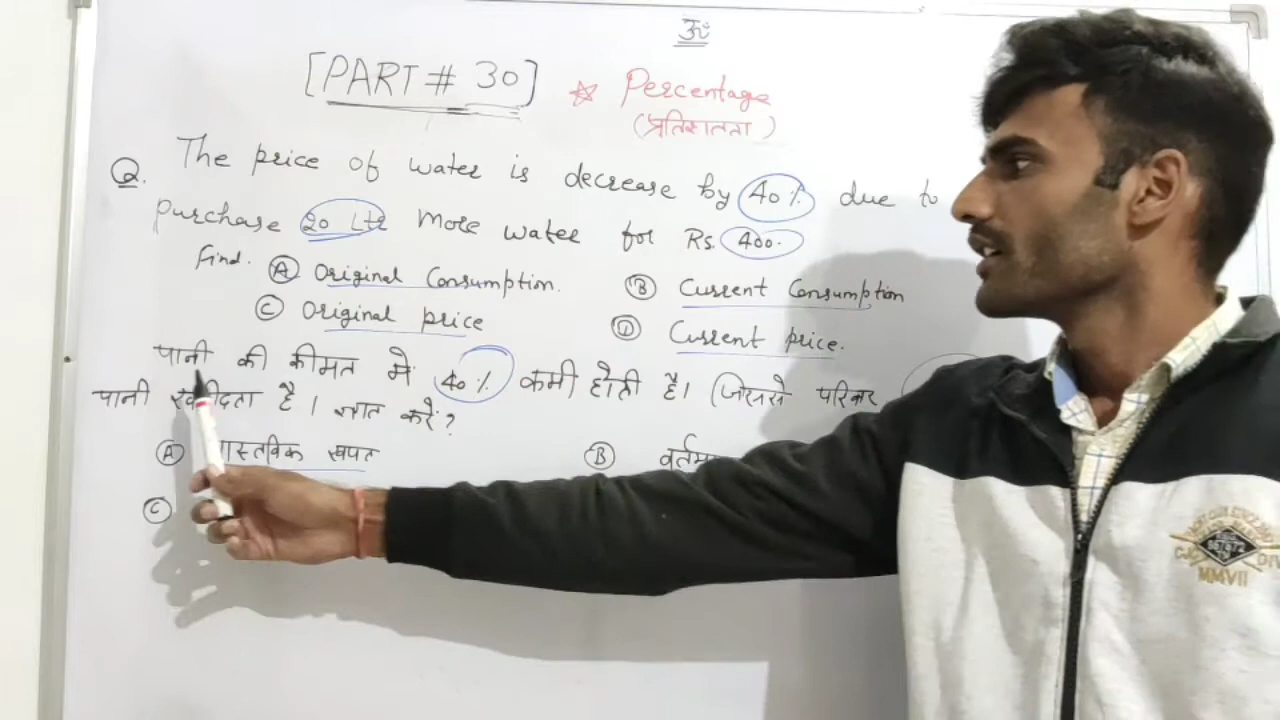 ॐ
[PART # 30] ☆ Percentage
(प्रतिशतता)
Q. The price of water is decrease by 40% due to
purchase 20 Ltr More water for Rs. 400.
find. (A) Original Consumption. (B) Current Consumption
(C) Original price (D) Current price.
पानी की कीमत में 40% कमी होती है। (जिससे परिवार
पानी खरीदता है। ज्ञात करें?
(A) वास्तविक खपत (B)
(C)
MMVII